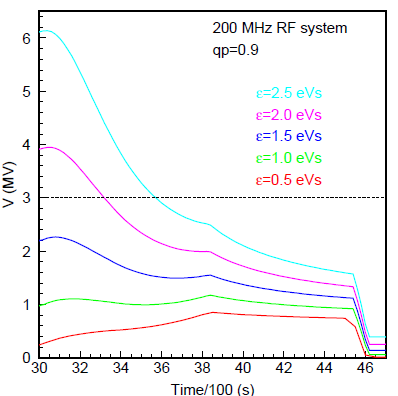 200 MHz RF system
qp=0.9
ε=2.5 eVs
ε=2.0 eVs
ε=1.5 eVs
ε=1.0 eVs
ε=0.5 eVs
V (MV)
6
5
4
3
2
1
0
30 32 34 36 38 40 42 44 46
Time/100 (s)